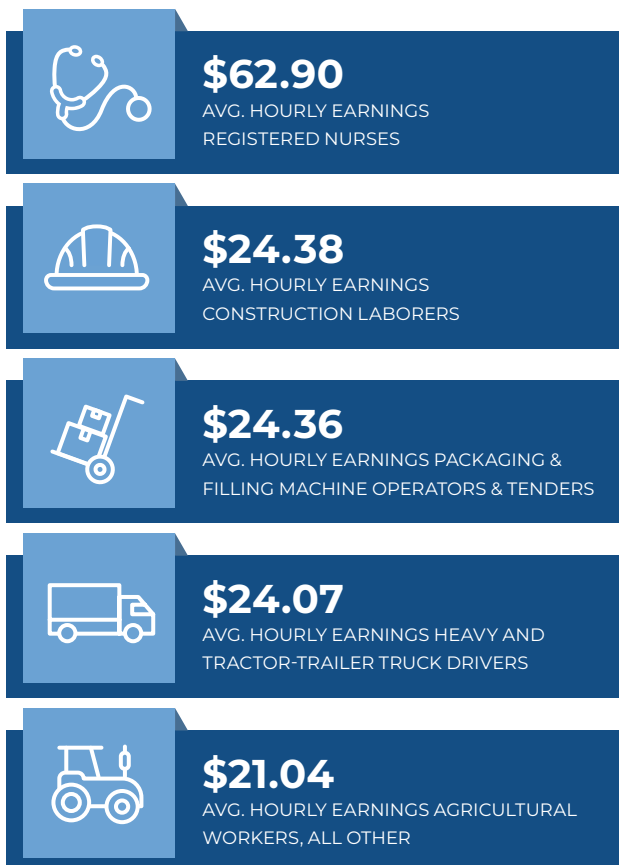 $62.90
AVG. HOURLY EARNINGS
REGISTERED NURSES
$24.38
AVG. HOURLY EARNINGS
CONSTRUCTION LABORERS
$24.36
AVG. HOURLY EARNINGS PACKAGING &
FILLING MACHINE OPERATORS & TENDERS
$24.07
AVG. HOURLY EARNINGS HEAVY AND
TRACTOR-TRAILER TRUCK DRIVERS
$21.04
AVG. HOURLY EARNINGS AGRICULTURAL
WORKERS, ALL OTHER